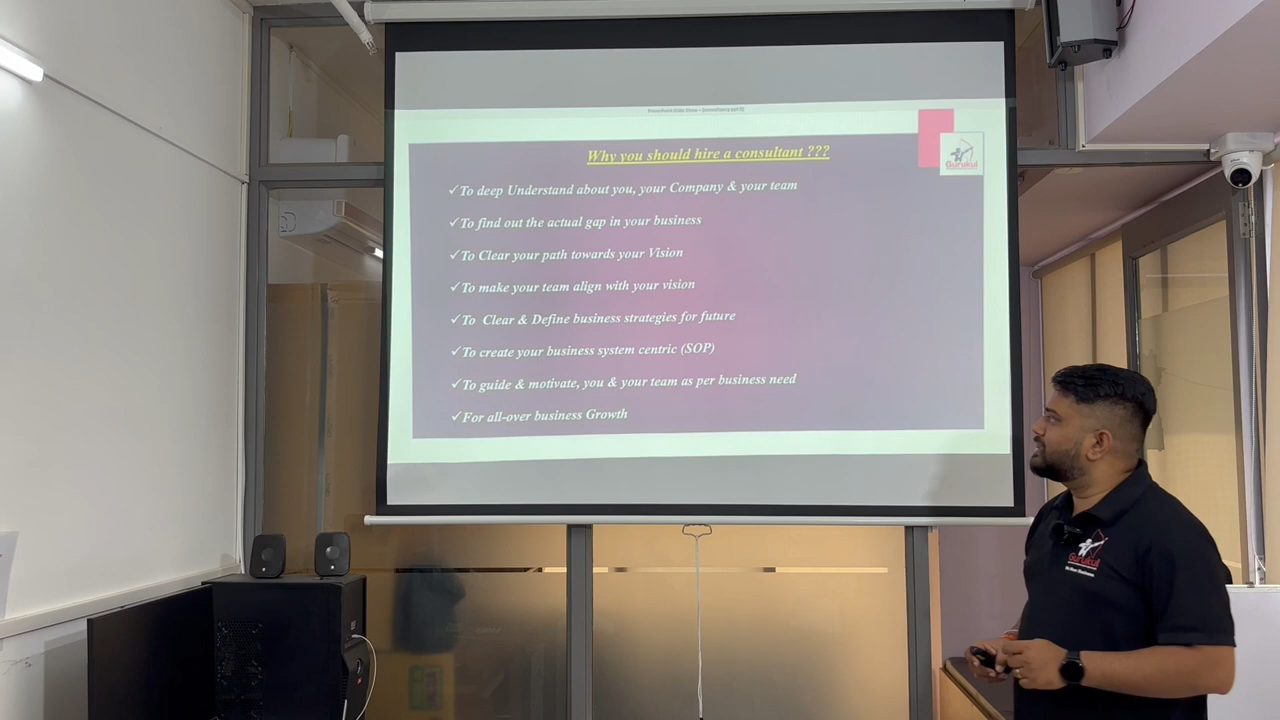 Why you should hire a consultant ???
Gurukul
✓To deep Understand about you, your Company & your team
✓To find out the actual gap in your business
✓To Clear your path towards your Vision
✓To make your team align with your vision
✓To Clear & Define business strategies for future
✓To create your business system centric (SOP)
✓To guide & motivate, you & your team as per business need
✓For all-over business Growth
Gurukul